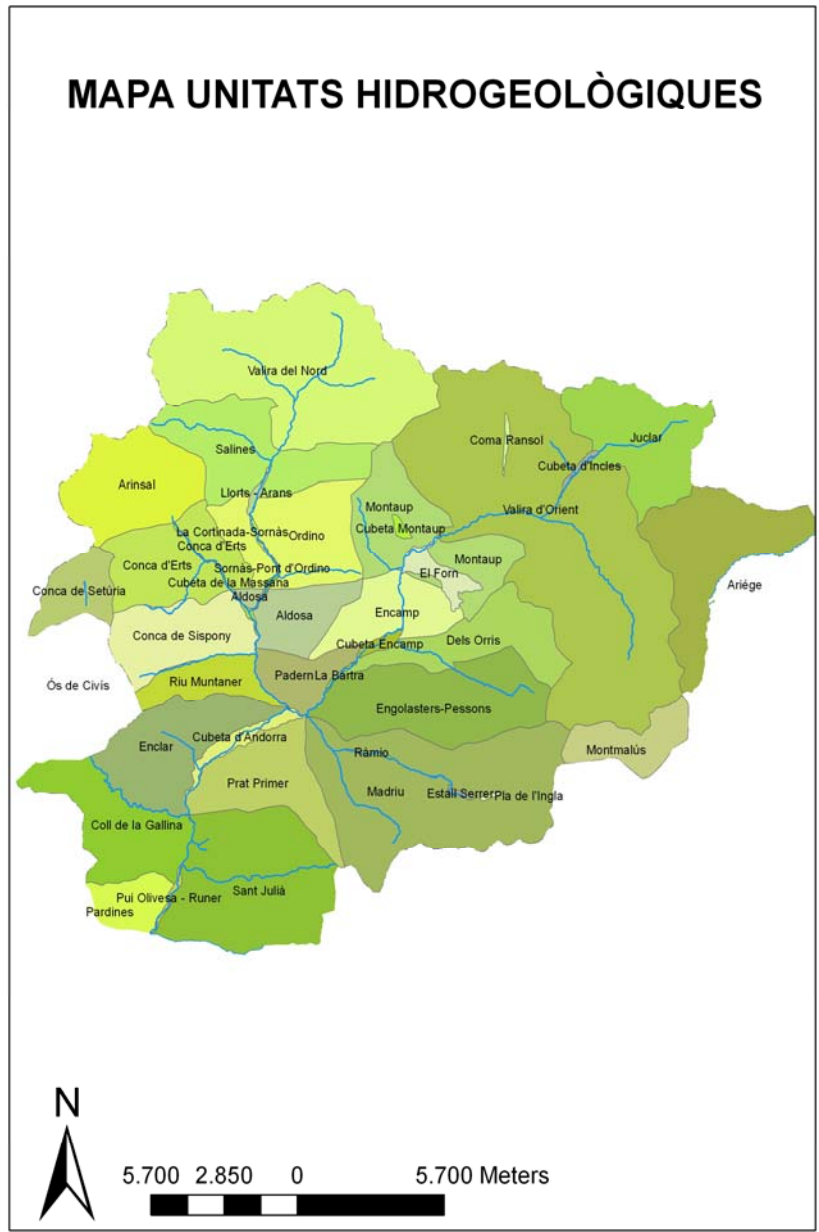 MAPA UNITATS HIDROGEOLÒGIQUES
Valira del Nord
Coma Ransol
Juclar
Salines
Cubeta d'Incles
Arinsal
Llorts - Arans
Montaup
Valira d'Orient
Cubeta Montaup
La Cortinada-Sornàs
Ordino
Conca d'Erts
Conca d'Erts
Montaup
Sornàs-Pont d'Ordino
El Forn
Cubeta de la Massana
Ariége
Conca de Setúria
Aldosa
Aldosa
Encamp
Conca de Sispony
Cubeta Encamp
Dels Orris
Padern
La Bartra
Riu Muntaner
Ós de Civís
Engolasters-Pessons
Cubeta d'Andorra
Enclar
Montmalús
Ràmio
Prat Primer
Madriu
Estall Serrer
Pla de l'Ingla
Coll de la Gallina
Sant Julià
Pui Olivesa - Runer
Pardines
N
5.700 2.850 0 5.700 Meters